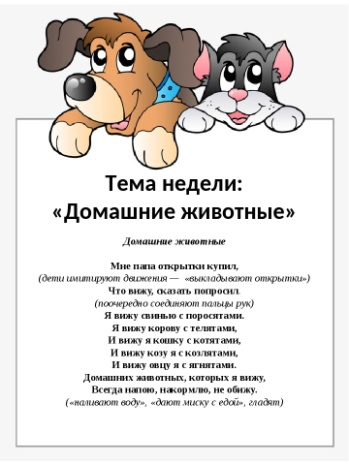 Тема недели:
«Домашние животные»
Домашние животные
Мне папа открытки купил,
(дети имитируют движения — «выкладывают открытки»)
Что вижу, сказать попросил.
(поочередно соединяют пальцы рук)
Я вижу свинью с поросятами.
Я вижу корову с телятами,
И вижу я кошку с котятами,
И вижу козу я с козлятами,
И вижу овцу я с ягнятами.
Домашних животных, которых я вижу,
Всегда напою, накормлю, не обижу.
(«наливают воду», «дают миску с едой», гладят)